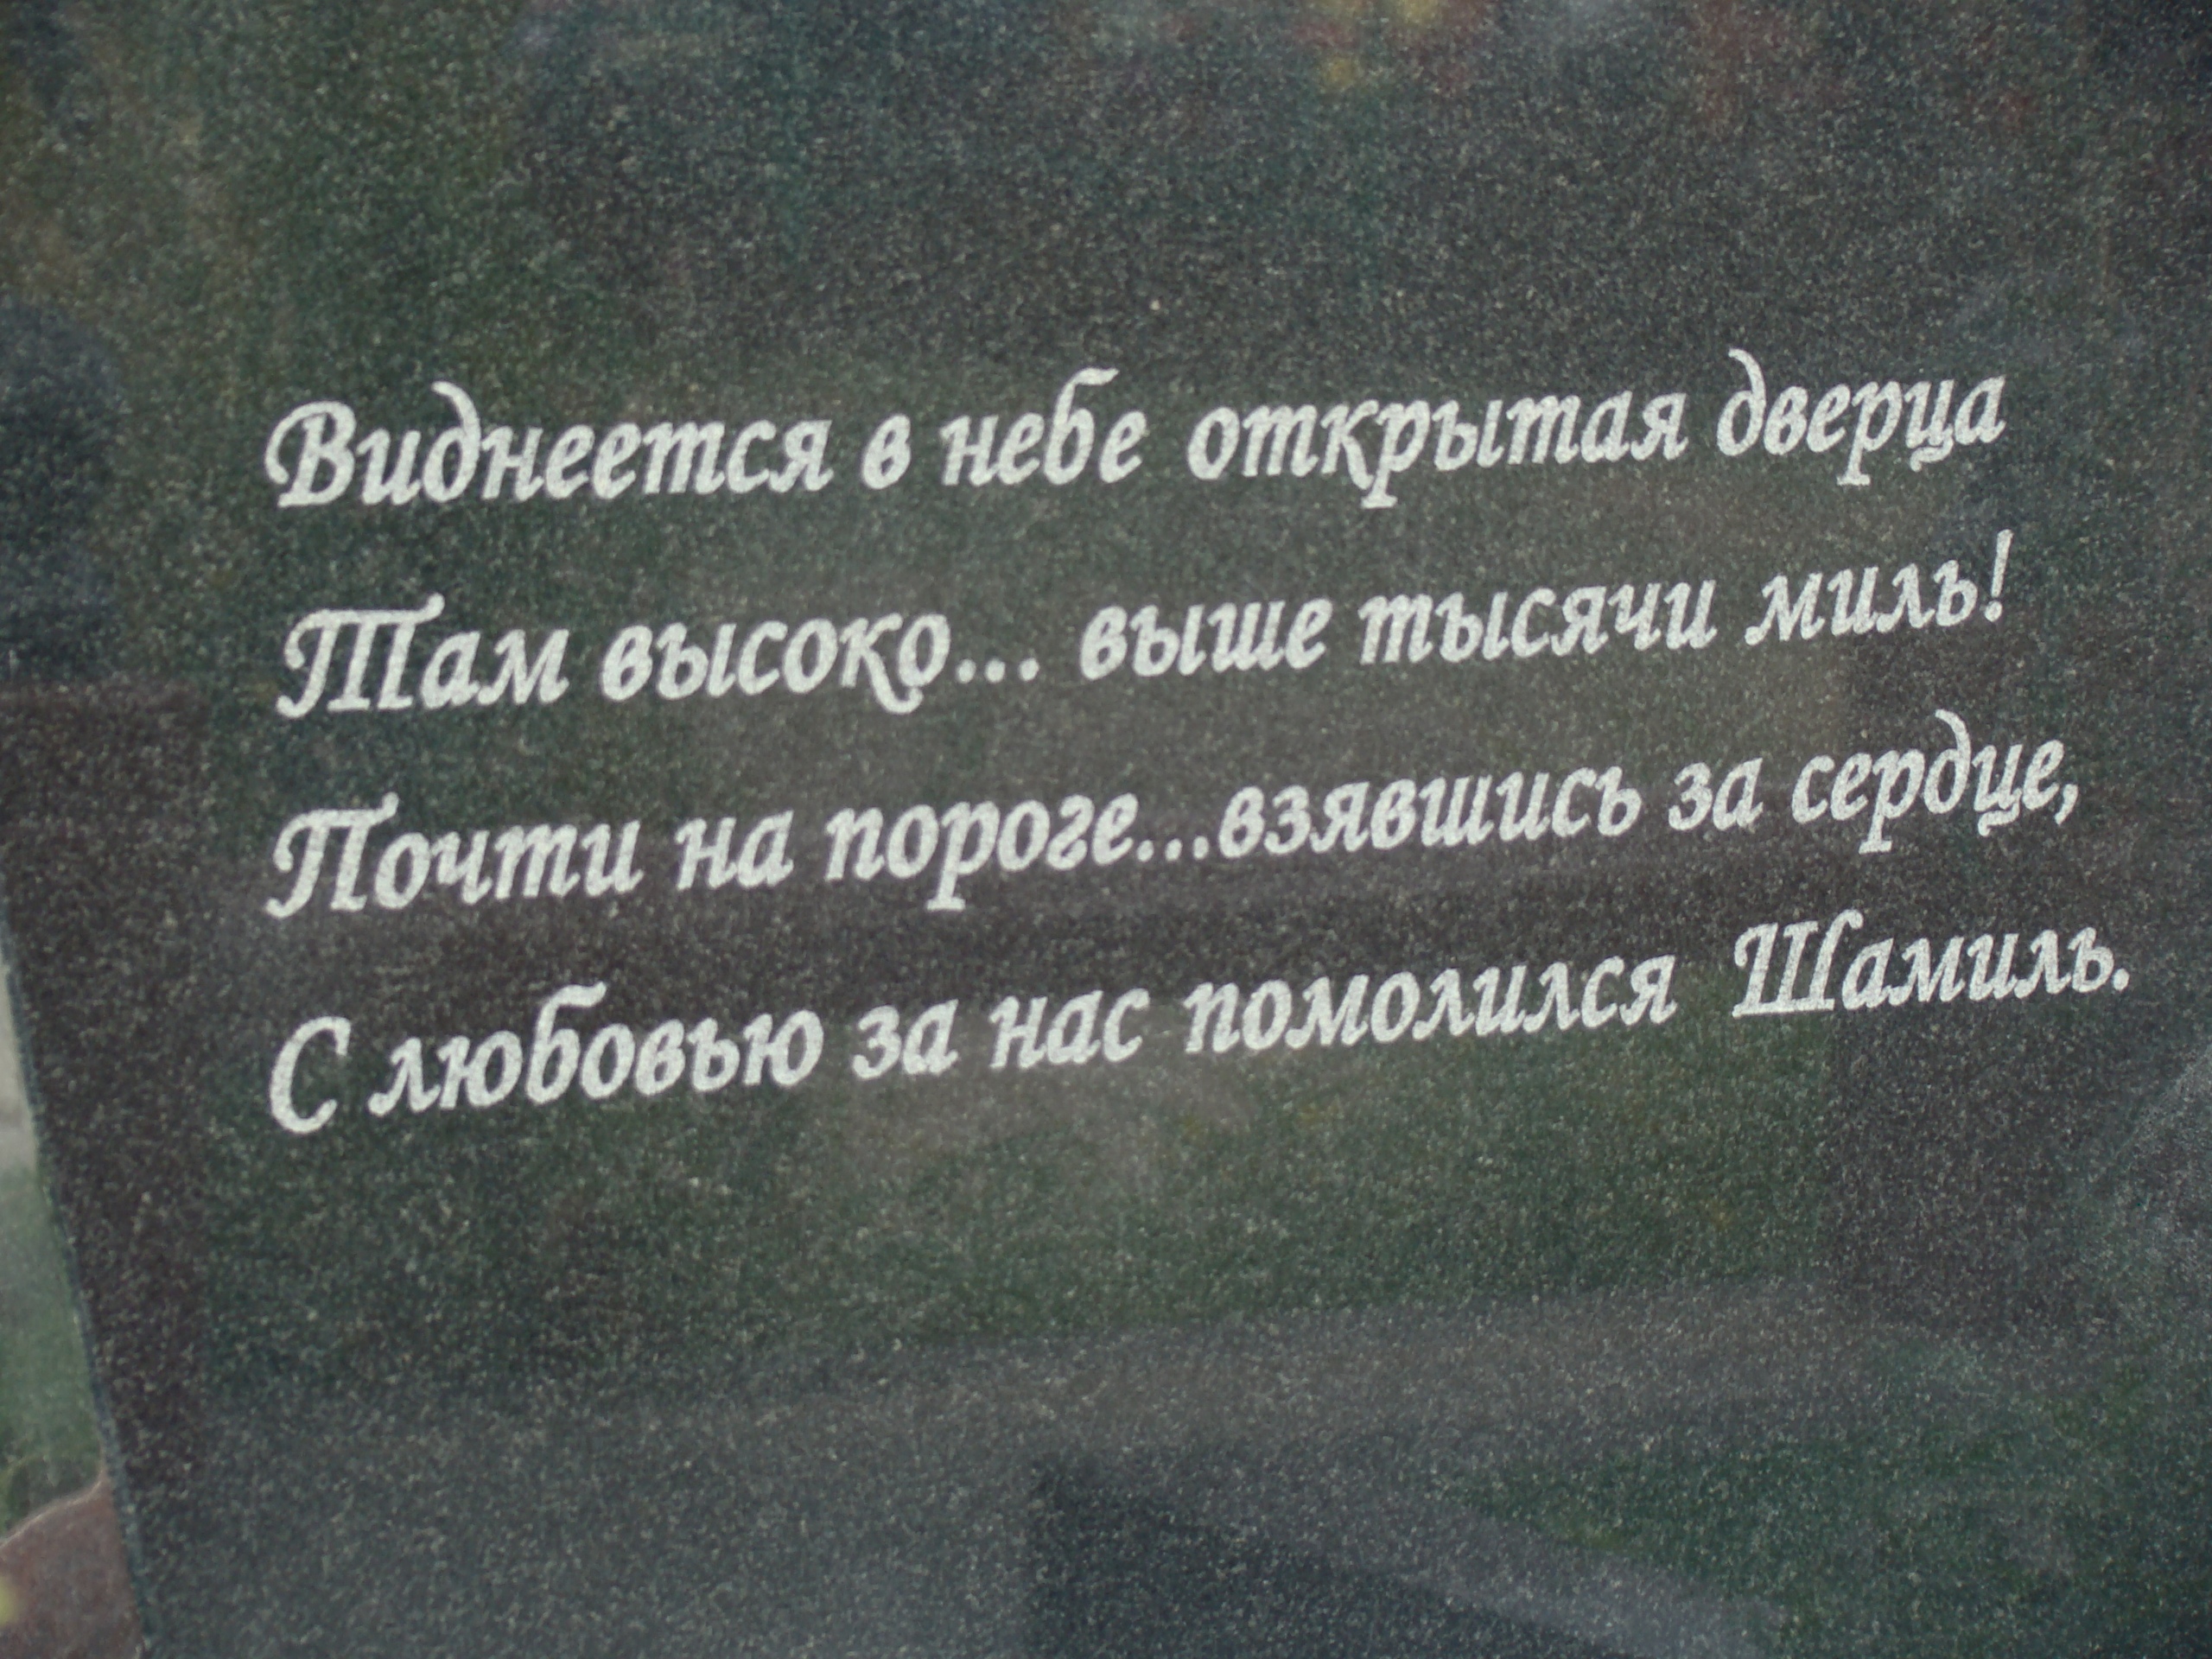 Виднеется в небе открытая дверца
Там высоко... выше тысячи миль!
Почти на пороге...взявшись за сердце,
С любовью за нас помолился Шамиль.